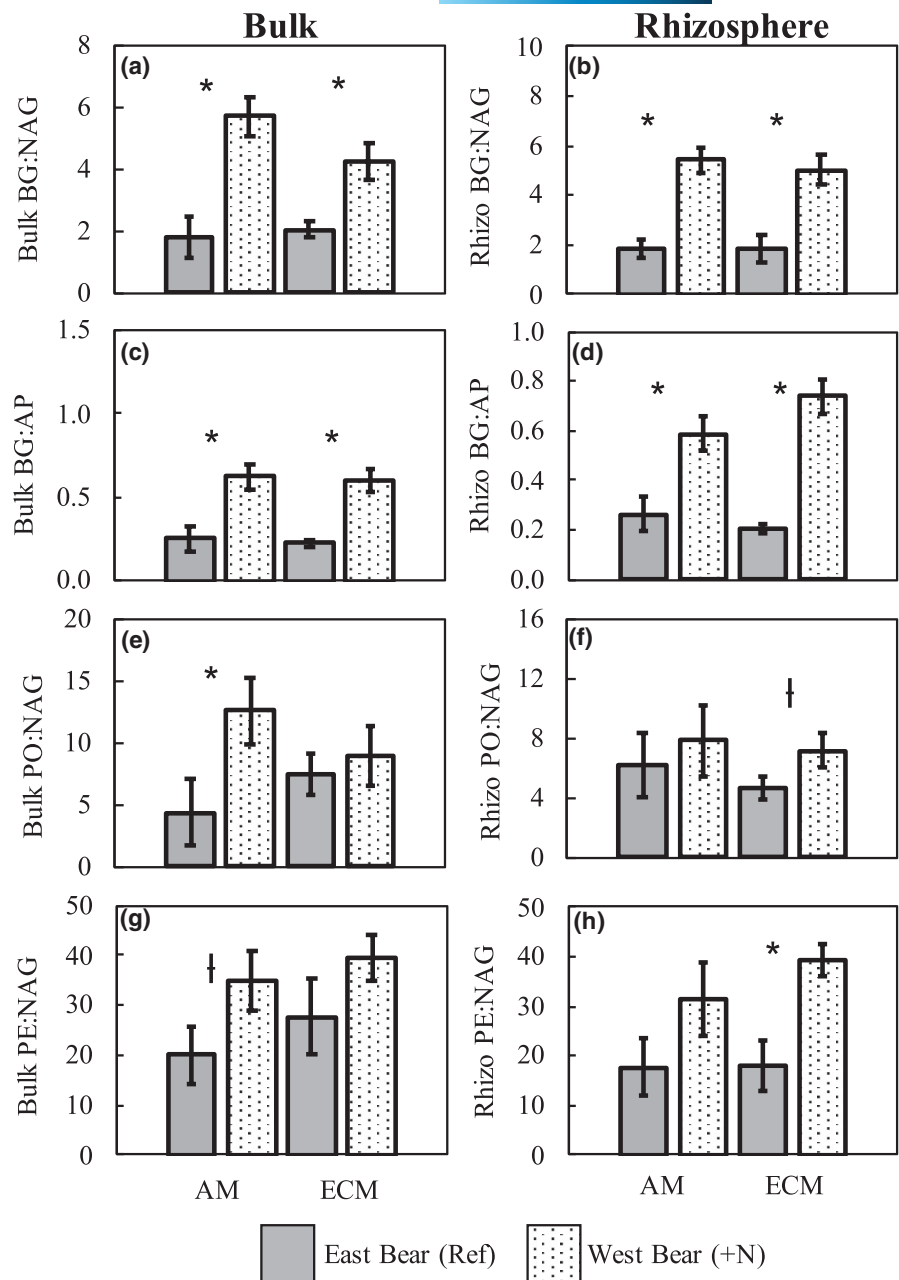 Bulk
Rhizosphere
(a)
*
*
8
6
4
2
0
Bulk BG:NAG
(b)
*
*
10
8
6
4
2
0
Rhizo BG:NAG
(c)
*
*
1.5
1.0
0.5
0.0
Bulk BG:AP
(d)
*
*
1.0
0.8
0.6
0.4
0.2
0.0
Rhizo BG:AP
(e)
*
20
15
10
5
0
Bulk PO:NAG
(f)
ƚ
16
12
8
4
0
Rhizo PO:NAG
(g)
ƚ
50
40
30
20
10
0
Bulk PE:NAG
(h)
*
50
40
30
20
10
0
Rhizo PE:NAG
AM
ECM
AM
ECM
East Bear (Ref)
West Bear (+N)